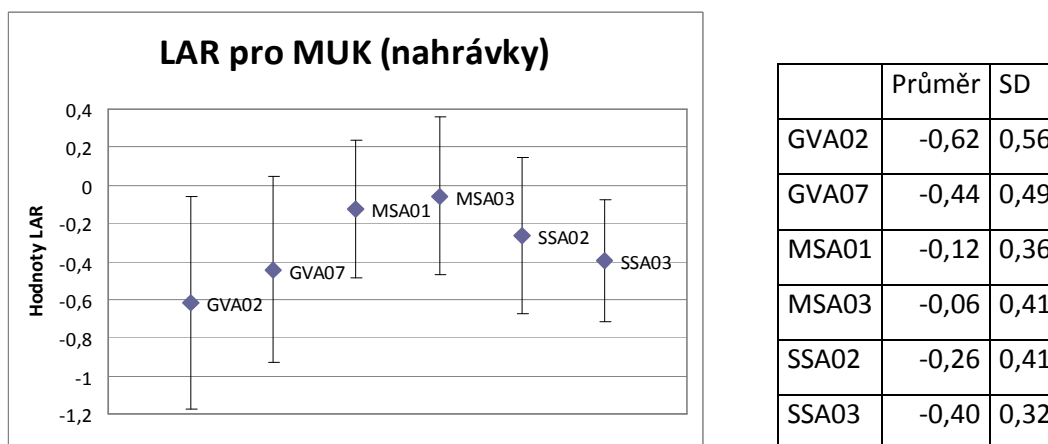 LAR pro MUK (nahrávky)
Hodnoty LAR
0,4
0,2
0
-0,2
-0,4
-0,6
-0,8
-1
-1,2
GVA02
GVA07
MSA01
MSA03
SSA02
SSA03
Průměr SD
GVA02 -0,62 0,56
GVA07 -0,44 0,49
MSA01 -0,12 0,36
MSA03 -0,06 0,41
SSA02 -0,26 0,41
SSA03 -0,40 0,32